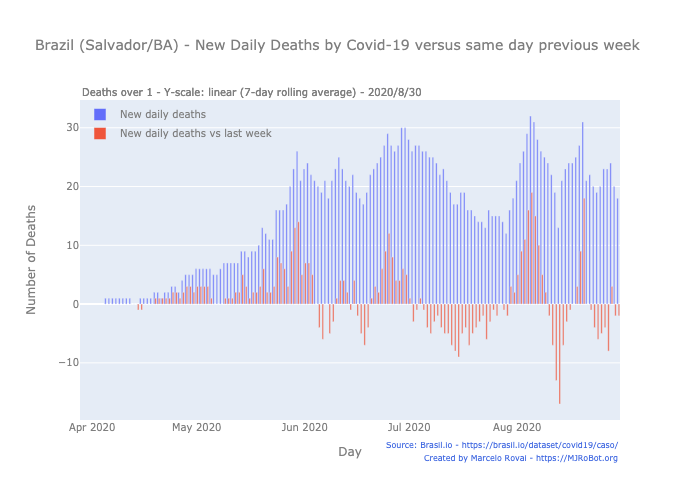 Brazil (Salvador/BA) - New Daily Deaths by Covid-19 versus same day previous week
Deaths over 1 - Y-scale: linear (7-day rolling average) - 2020/8/30
New daily deaths
New daily deaths vs last week
30
20
10
0
−10
Number of Deaths
Apr 2020
May 2020
Jun 2020
Jul 2020
Aug 2020
Day
Source: Brasil.io - https://brasil.io/dataset/covid19/caso/
Created by Marcelo Rovai - https://MJRoBot.org